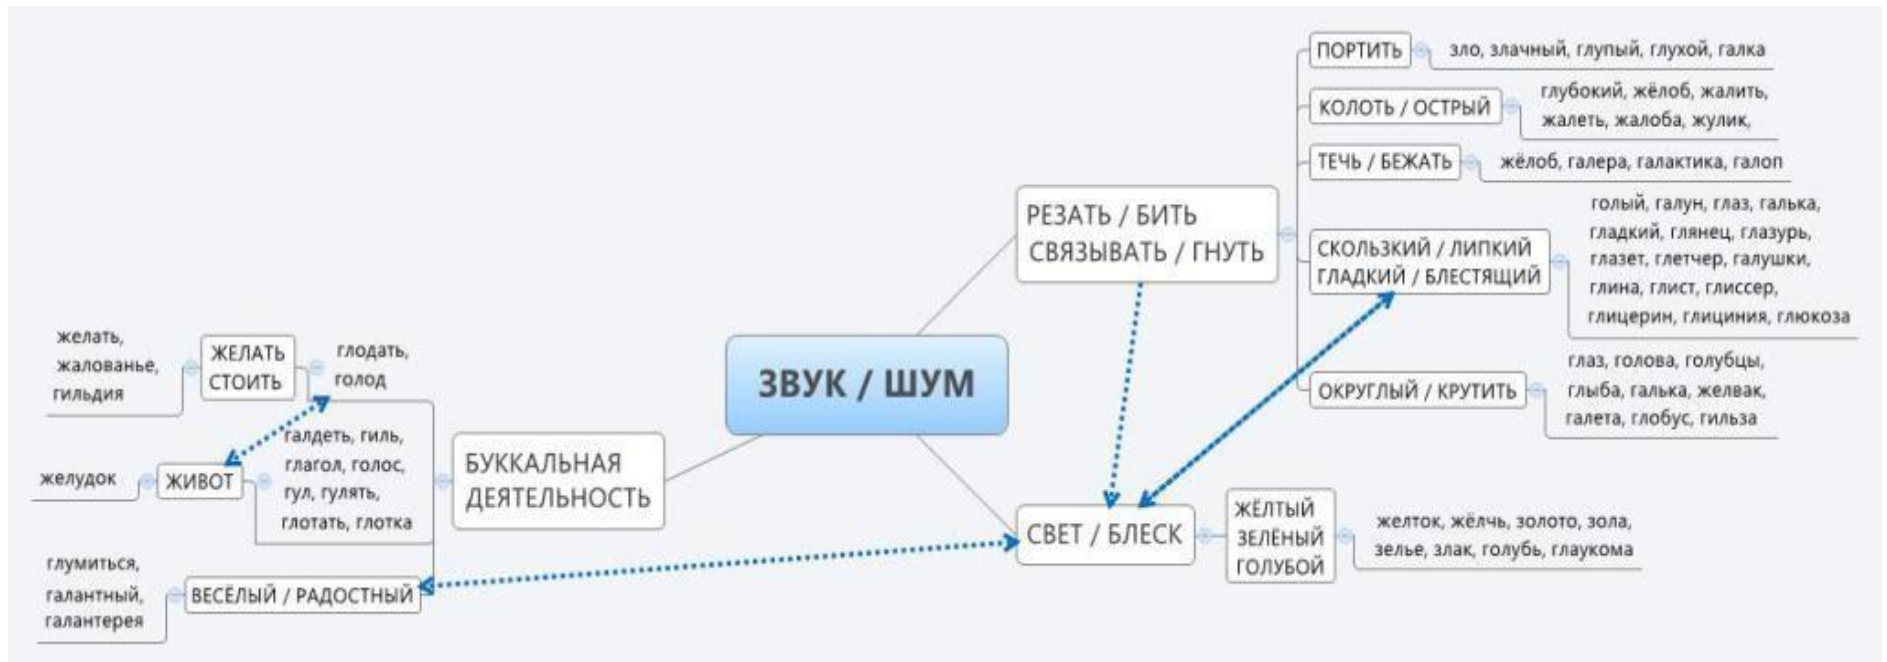 ЗВУК / ШУМ
РЕЗАТЬ / БИТЬ
СВЯЗЫВАТЬ / ГНУТЬ
ПОРТИТЬ
зло, злачный, глупый, глухой, галка
КОЛОТЬ / ОСТРЫЙ
глубокий, жёлоб, жалить,
жалеть, жалоба, жулик,
ТЕЧЬ / БЕЖАТЬ
жёлоб, галера, галактика, галоп
СКОЛЬЗКИЙ / ЛИПКИЙ
ГЛАДКИЙ / БЛЕСТЯЩИЙ
голый, галун, глаз, галька,
гладкий, глянец, глазурь,
глазет, глетчер, галушки,
глина, глист, глиссер,
глицерин, глициния, глюкоза
ОКРУГЛЫЙ / КРУТИТЬ
глаз, голова, голубцы,
глыба, галька, желвак,
галета, глобус, гильза
СВЕТ / БЛЕСК
ЖЁЛТЫЙ
ЗЕЛЁНЫЙ
ГОЛУБОЙ
желток, жёлчь, золото, зола,
зелье, злак, голубь, глаукома
БУККАЛЬНАЯ
ДЕЯТЕЛЬНОСТЬ
глодать,
голод
ЖЕЛАТЬ
СТОИТЬ
желать,
жалованье,
гильдия
галдеть, гиль,
глагол, голос,
гул, гулять,
глотать, глотка
ЖИВОТ
желудок
ВЕСЁЛЫЙ / РАДОСТНЫЙ
глумиться,
галантный,
галантерея